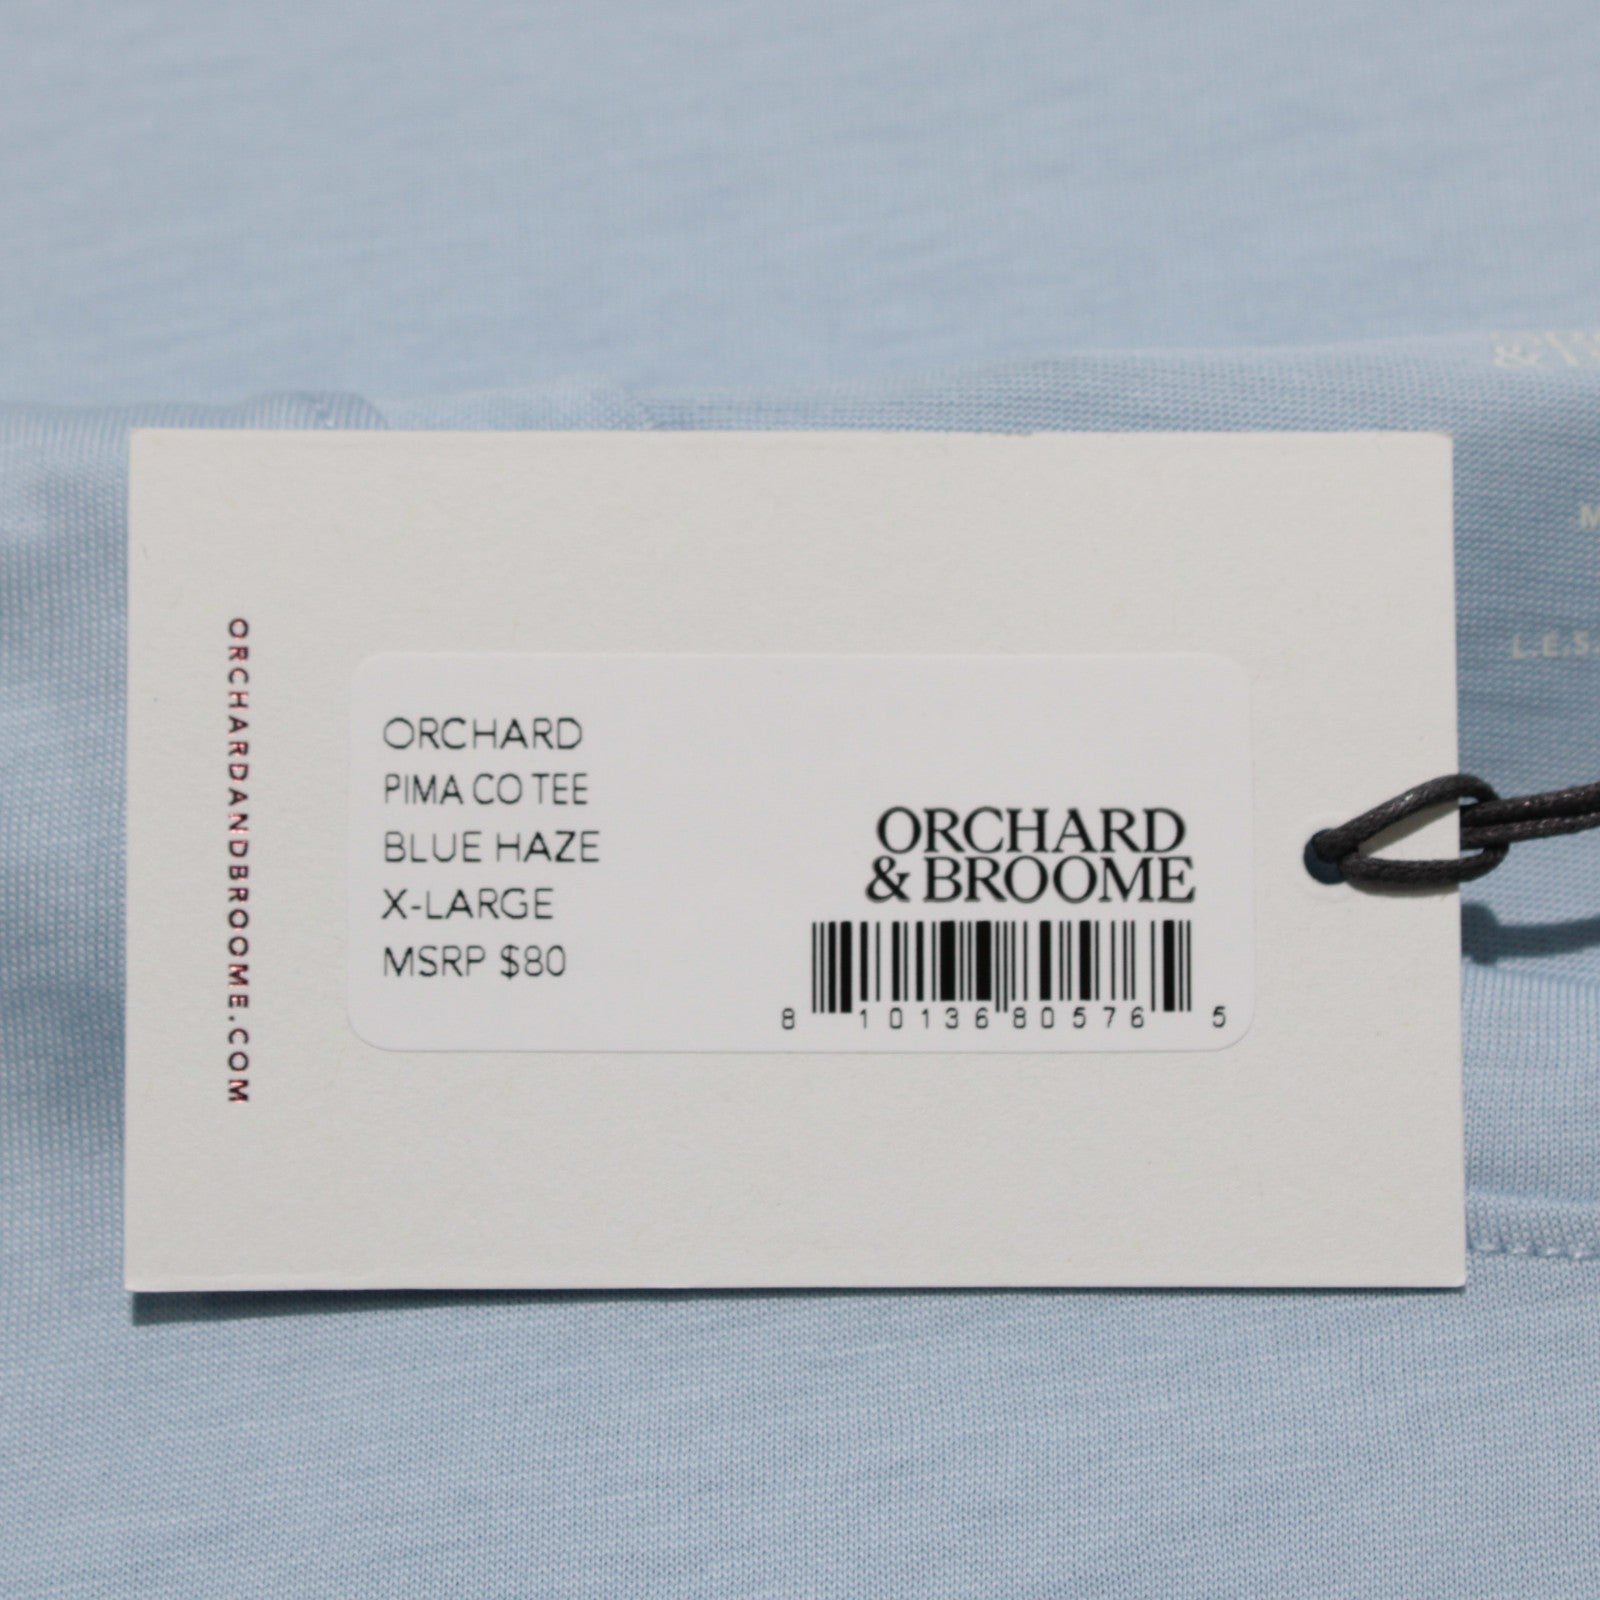 ORCHARDANDBROOME.COM
ORCHARD
PIMA CO TEE
BLUE HAZE
X-LARGE
MSRP $80
ORCHARD
& BROOME
8 10136 80576 5
L.E.S.